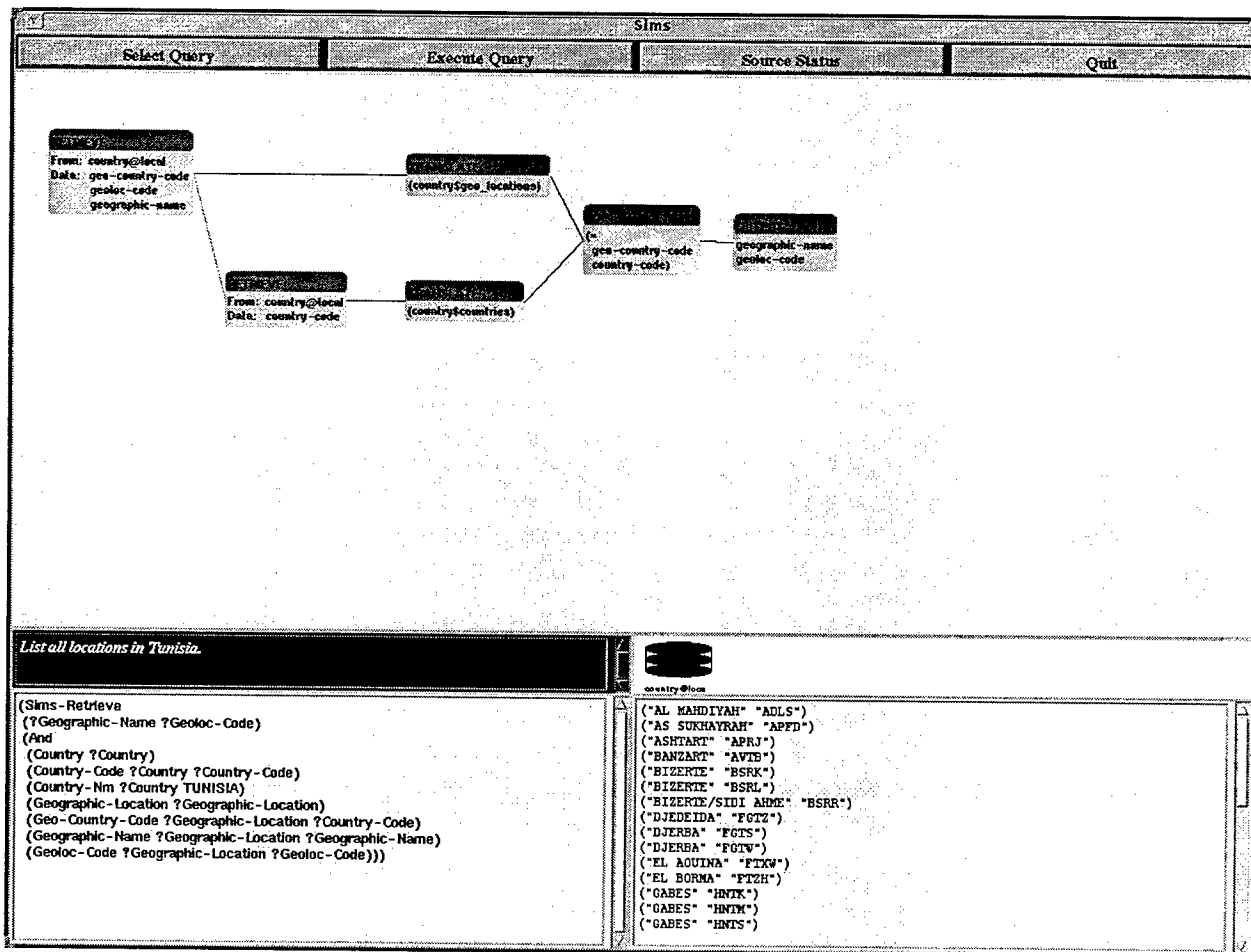 Sims
Select Query
Execute Query
Source Status
Quit
From: country@local
Data: geo-country-code
geoloc-code
geographic-name
(country$geo_locations)
From: country@local
Data: country-code
(country$countries)
(=
geo-country-code
country-code)
geographic-name
geoloc-code
List all locations in Tunisia.
(Sims-Retrieve
(?Geographic-Name ?Geoloc-Code)
(And
(Country ?Country)
(Country-Code ?Country ?Country-Code)
(Country-Nm ?Country TUNISIA)
(Geographic-Location ?Geographic-Location)
(Geo-Country-Code ?Geographic-Location ?Country-Code)
(Geographic-Name ?Geographic-Location ?Geographic-Name)
(Geoloc-Code ?Geographic-Location ?Geoloc-Code)))
country@loca
("AL MAHDIYAH" "ADLS")
("AS SUKHAYRAH" "APFD")
("ASHTART" "APRJ")
("BANZART" "AVTB")
("BIZERTE" "BSRK")
("BIZERTE" "BSRL")
("BIZERTE/SIDI AHME" "BSRR")
("DJEDEIDA" "FGTZ")
("DJERBA" "FGTS")
("DJERBA" "FGTW")
("EL AOUINA" "FTXW")
("EL BORMA" "FTZH")
("GABES" "HNTK")
("GABES" "HNTM")
("GABES" "HNTS")